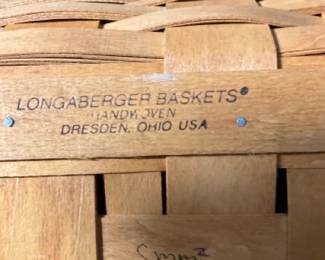 LONGABERGER BASKETS®
HANDWOVEN
DRESDEN, OHIO USA